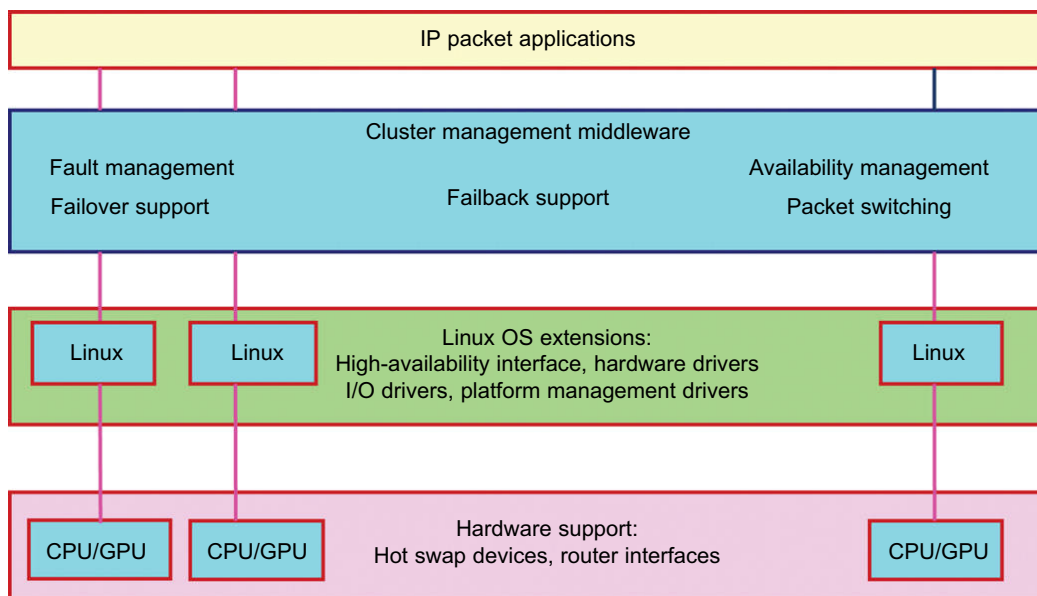 IP packet applications
Cluster management middleware
Fault management
Availability management
Failover support
Failback support
Packet switching
Linux
Linux
Linux OS extensions:
High-availability interface, hardware drivers
I/O drivers, platform management drivers
Linux
CPU/GPU
CPU/GPU
Hardware support:
Hot swap devices, router interfaces
CPU/GPU